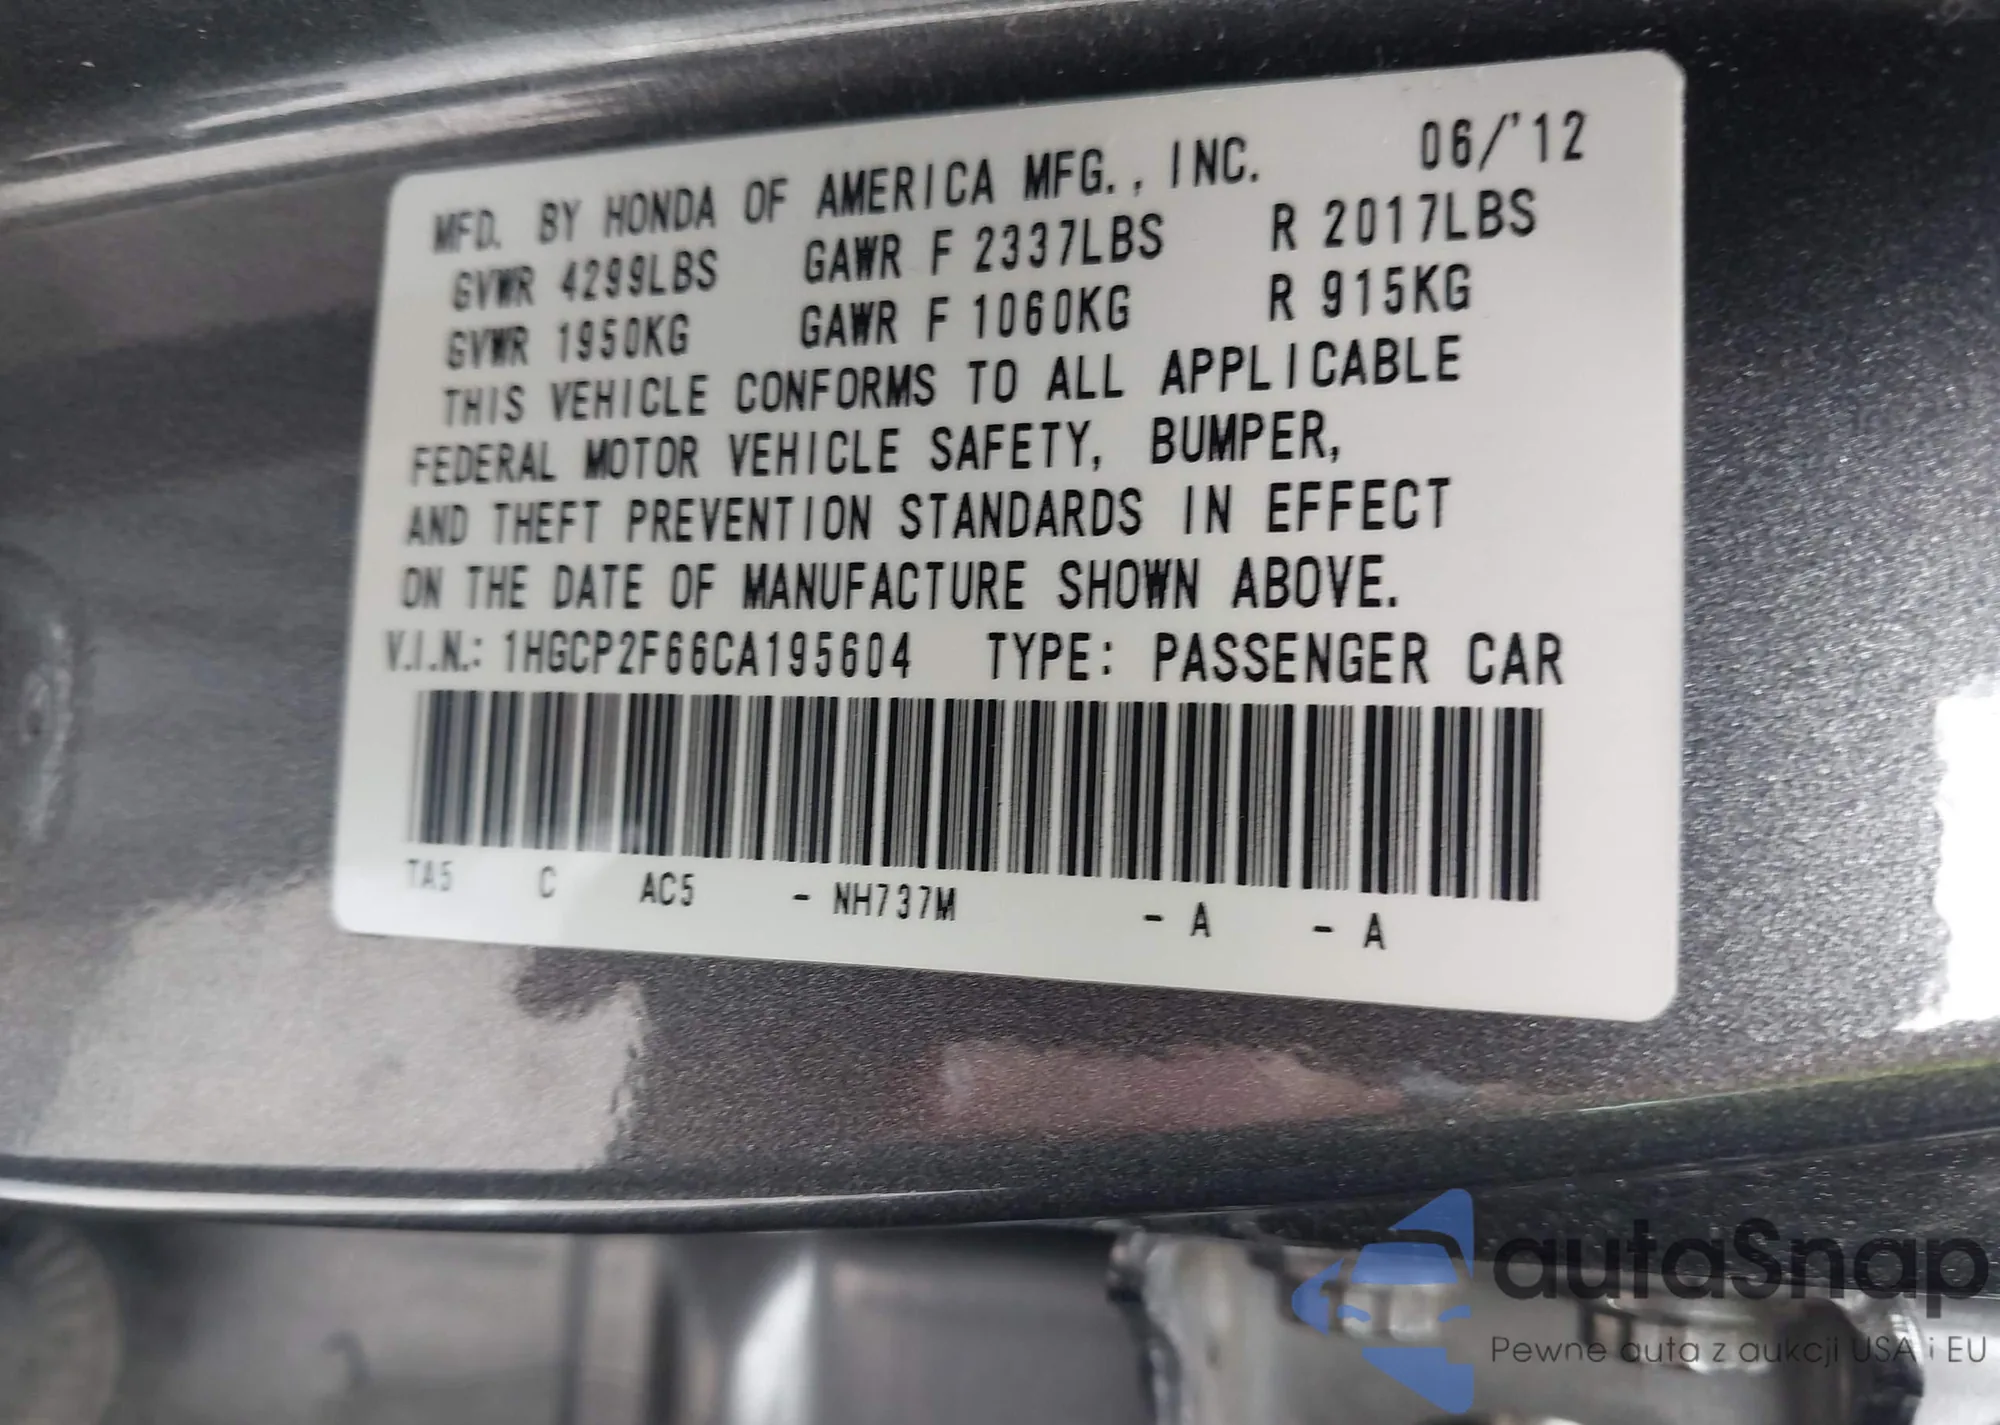 MFD. BY HONDA OF AMERICA MFG., INC. 06/'12
GVWR 4299LBS GAWR F 2337LBS R 2017LBS
GVWR 1950KG GAWR F 1060KG R 915KG
THIS VEHICLE CONFORMS TO ALL APPLICABLE
FEDERAL MOTOR VEHICLE SAFETY, BUMPER,
AND THEFT PREVENTION STANDARDS IN EFFECT
ON THE DATE OF MANUFACTURE SHOWN ABOVE.
V.I.N.: 1HGCP2F66CA195604 TYPE: PASSENGER CAR
TA5 C AC5 - NH737M - A - A
autaSnap
Pewne auta z aukcji USA i EU